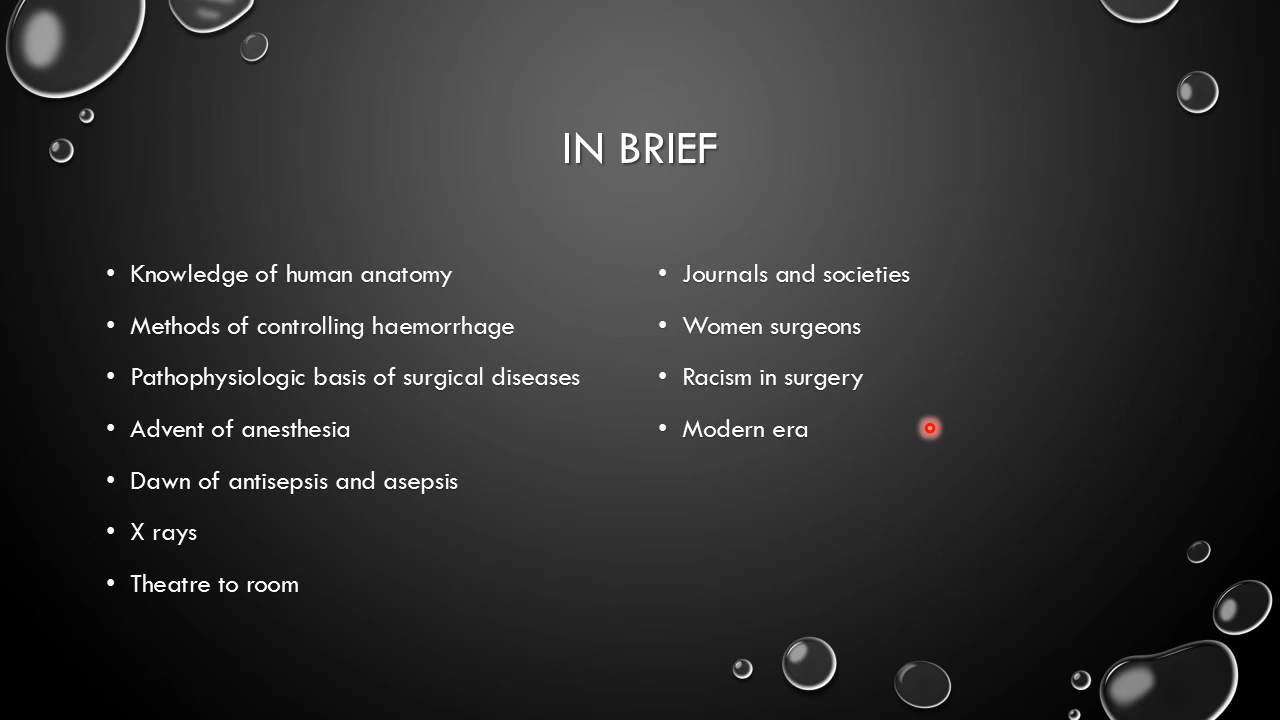 IN BRIEF
• Knowledge of human anatomy
• Methods of controlling haemorrhage
• Pathophysiologic basis of surgical diseases
• Advent of anesthesia
• Dawn of antisepsis and asepsis
• X rays
• Theatre to room
• Journals and societies
• Women surgeons
• Racism in surgery
• Modern era